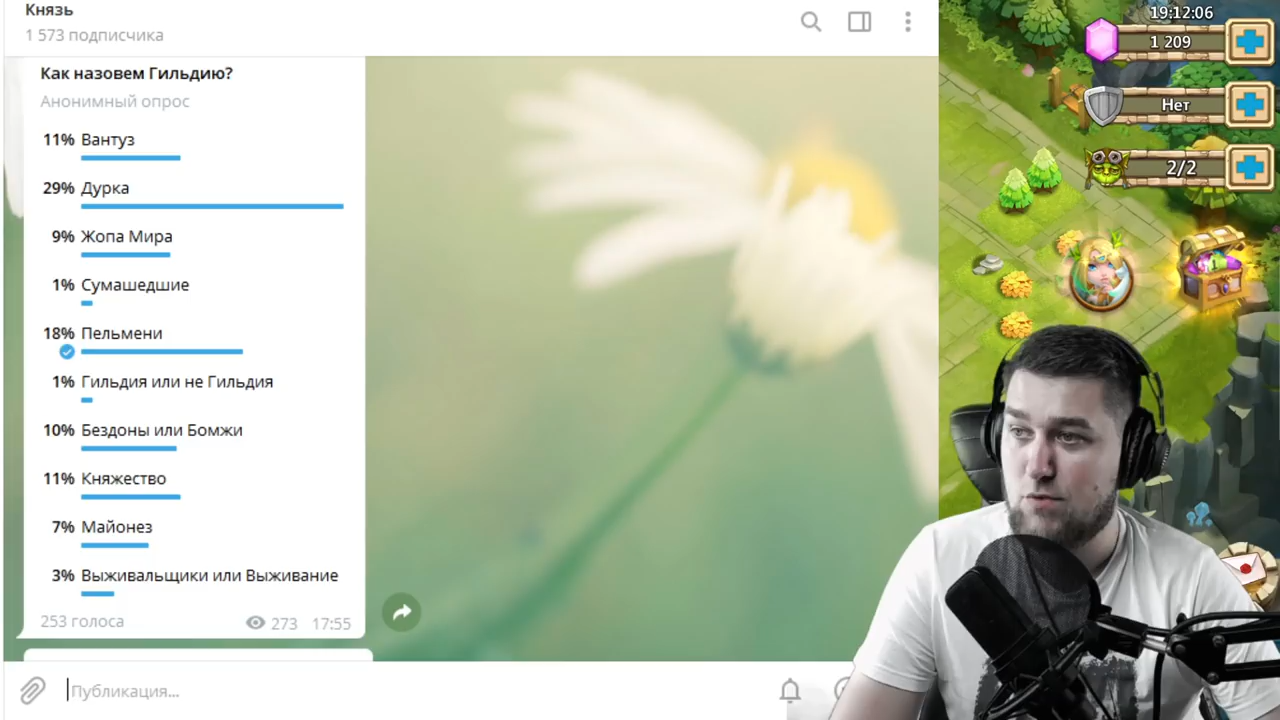 Князь
1 573 подписчика
Как назовем Гильдию?
Анонимный опрос
11% Вантуз
29% Дурка
9% Жопа Мира
1% Сумашедшие
18% Пельмени
1% Гильдия или не Гильдия
10% Бездоны или Бомжи
11% Княжество
7% Майонез
3% Выживальщики или Выживание
253 голоса 273 17:55
Публикация...
19:12:06
1 209
Нет
2/2